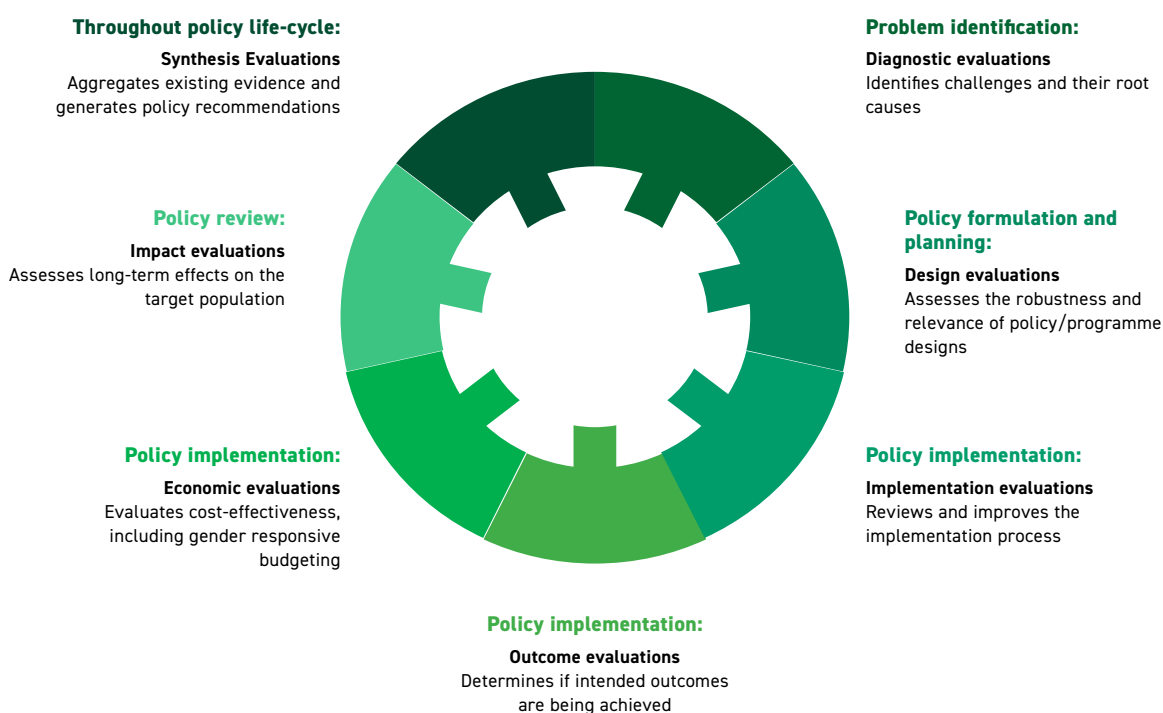 Throughout policy life-cycle:
Synthesis Evaluations
Aggregates existing evidence and
generates policy recommendations
Problem identification:
Diagnostic evaluations
Identifies challenges and their root
causes
Policy review:
Impact evaluations
Assesses long-term effects on the
target population
Policy formulation and
planning:
Design evaluations
Assesses the robustness and
relevance of policy/programme
designs
Policy implementation:
Economic evaluations
Evaluates cost-effectiveness,
including gender responsive
budgeting
Policy implementation:
Implementation evaluations
Reviews and improves the
implementation process
Policy implementation:
Outcome evaluations
Determines if intended outcomes
are being achieved